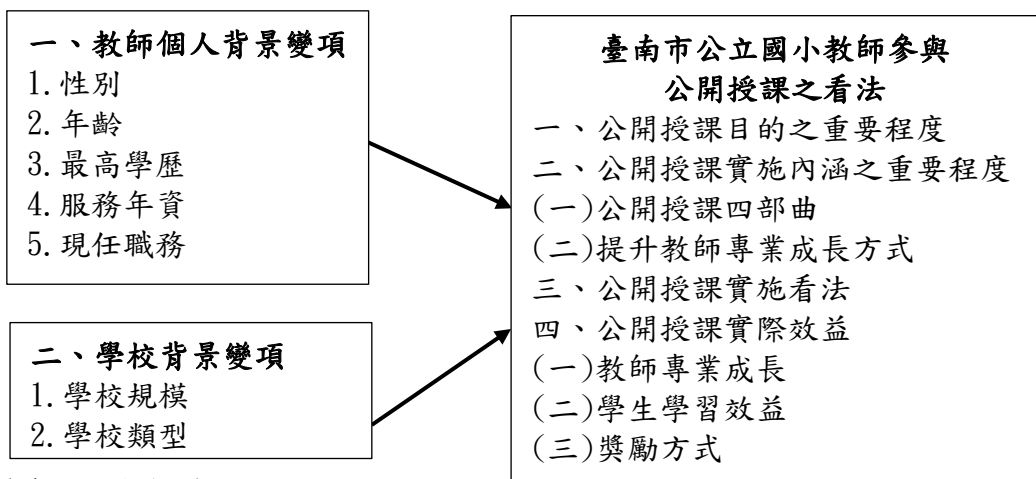 一、教師個人背景變項
1.性別
2.年齡
3.最高學歷
4.服務年資
5.現任職務
二、學校背景變項
1.學校規模
2.學校類型
臺南市公立國小教師參與
公開授課之看法
一、公開授課目的之重要程度
二、公開授課實施內涵之重要程度
(一)公開授課四部曲
(二)提升教師專業成長方式
三、公開授課實施看法
四、公開授課實際效益
(一)教師專業成長
(二)學生學習效益
(三)獎勵方式